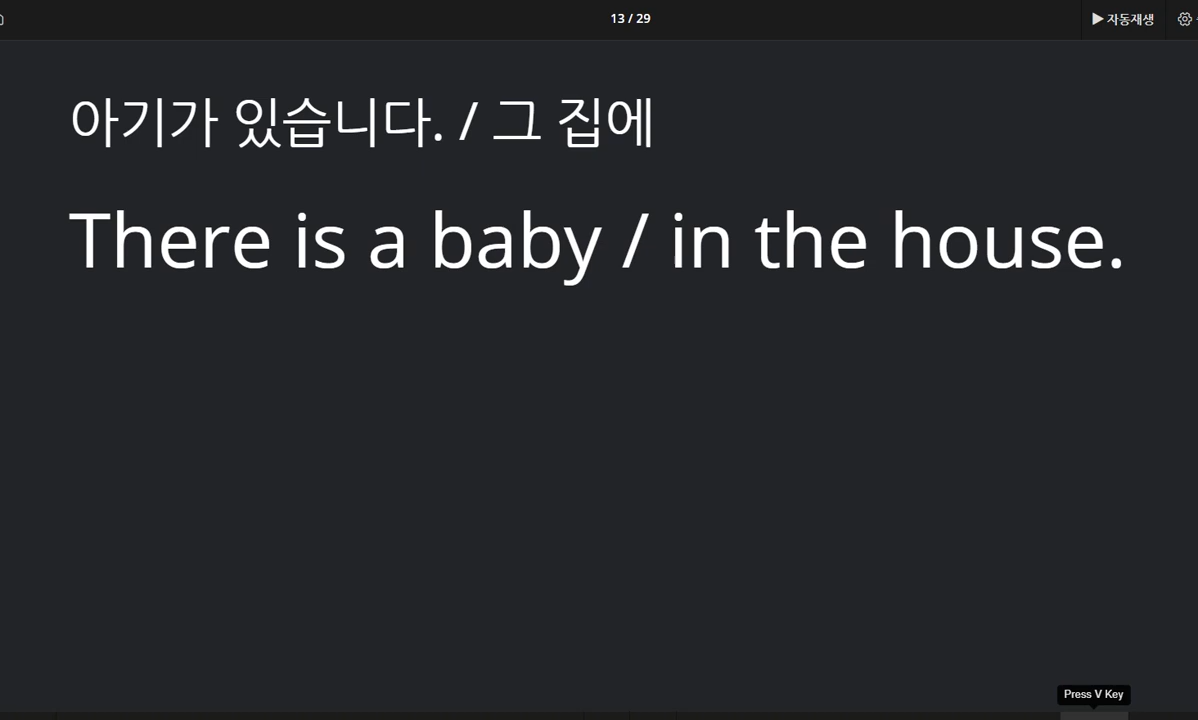 13 / 29
▶ 자동재생
아기가 있습니다. / 그 집에
There is a baby / in the house.
Press V Key